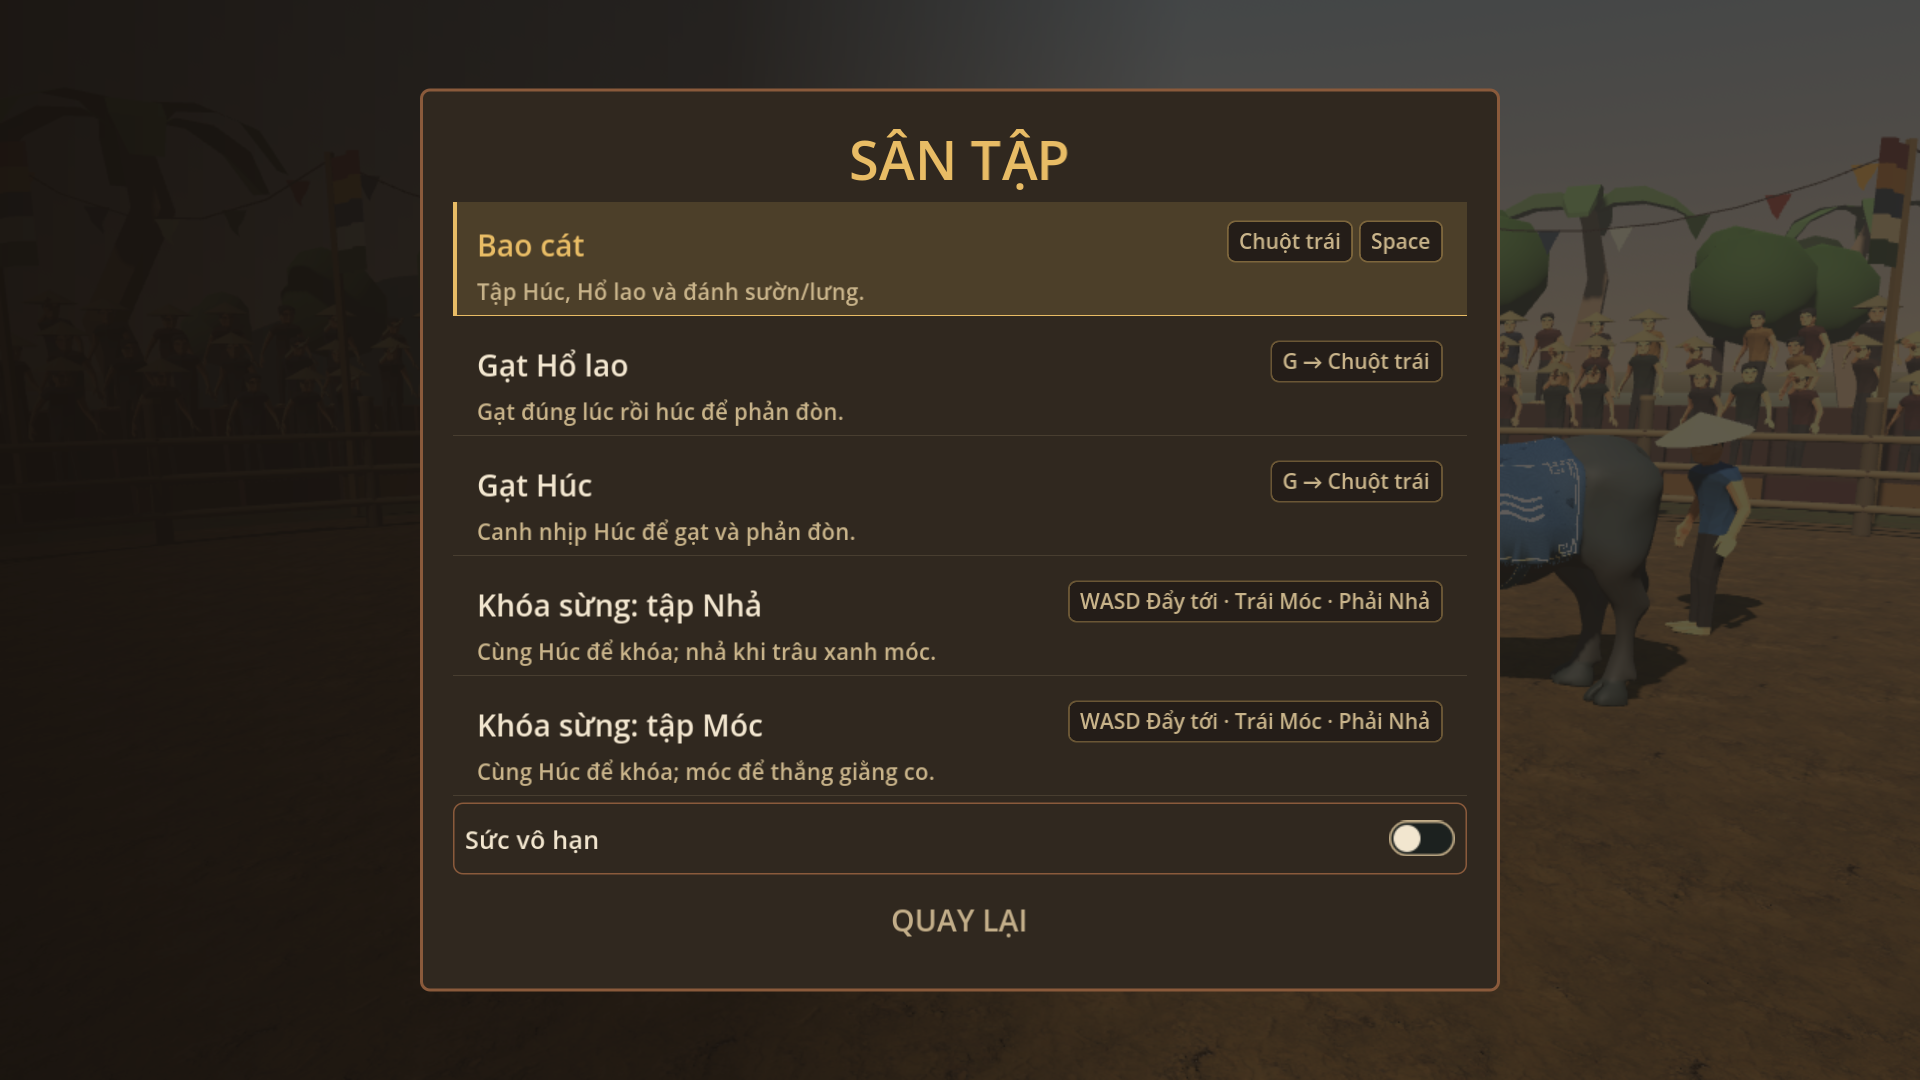 SÂN TẬP
Bao cát
Chuột trái
Space
Tập Húc, Hổ lao và đánh sườn/lưng.
Gạt Hổ lao
G → Chuột trái
Gạt đúng lúc rồi húc để phản đòn.
Gạt Húc
G → Chuột trái
Canh nhịp Húc để gạt và phản đòn.
Khóa sừng: tập Nhả
WASD Đẩy tới · Trái Móc · Phải Nhả
Cùng Húc để khóa; nhả khi trâu xanh móc.
Khóa sừng: tập Móc
WASD Đẩy tới · Trái Móc · Phải Nhả
Cùng Húc để khóa; móc để thắng giằng co.
Sức vô hạn
QUAY LẠI